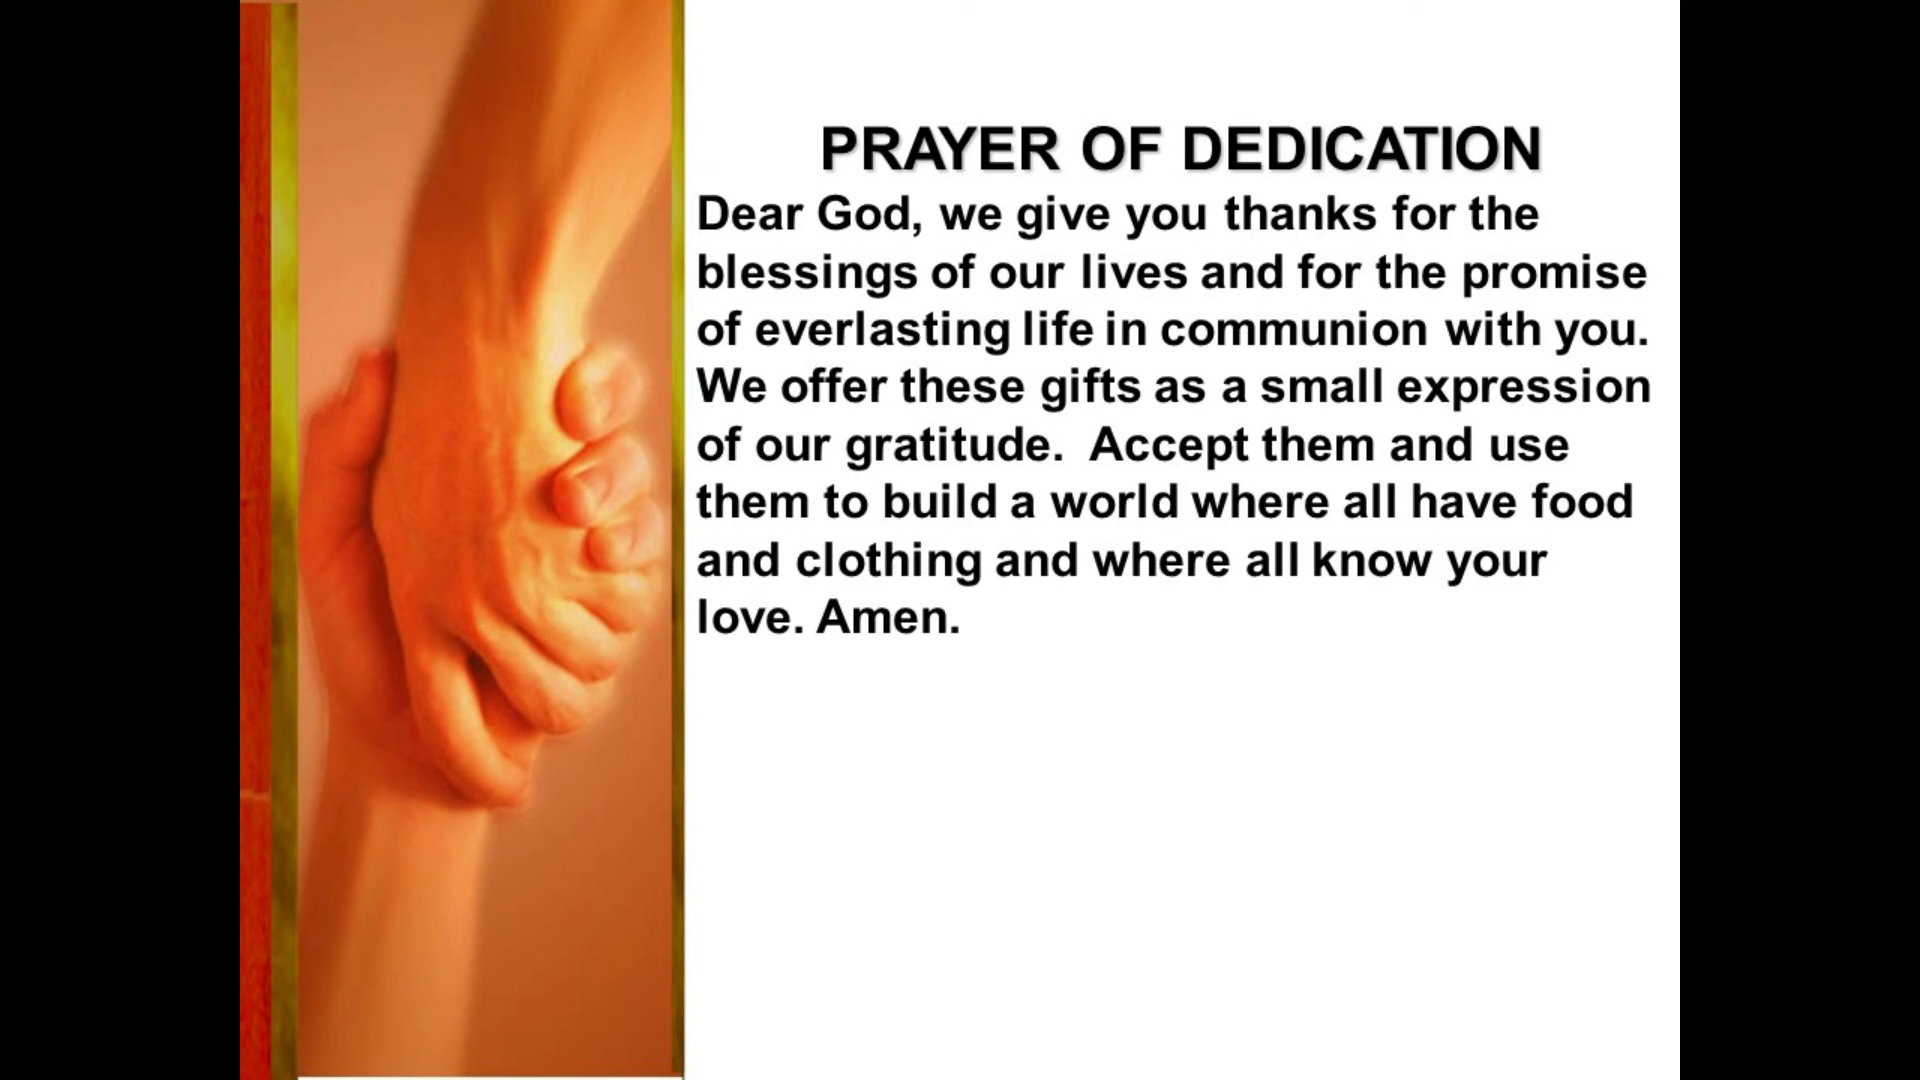 PRAYER OF DEDICATION
Dear God, we give you thanks for the
blessings of our lives and for the promise
of everlasting life in communion with you.
We offer these gifts as a small expression
of our gratitude.  Accept them and use
them to build a world where all have food
and clothing and where all know your
love. Amen.